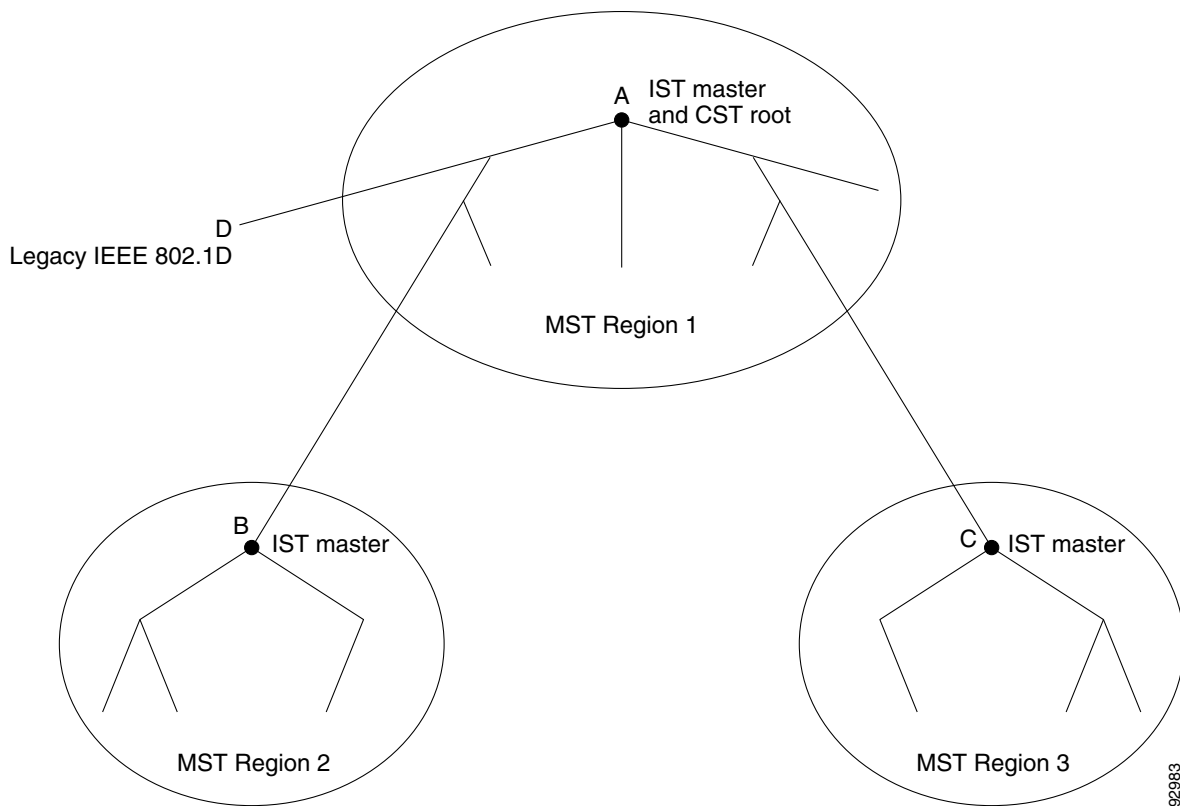 A
IST master
and CST root
D
Legacy IEEE 802.1D
MST Region 1
B
IST master
C
IST master
MST Region 2
MST Region 3
92983